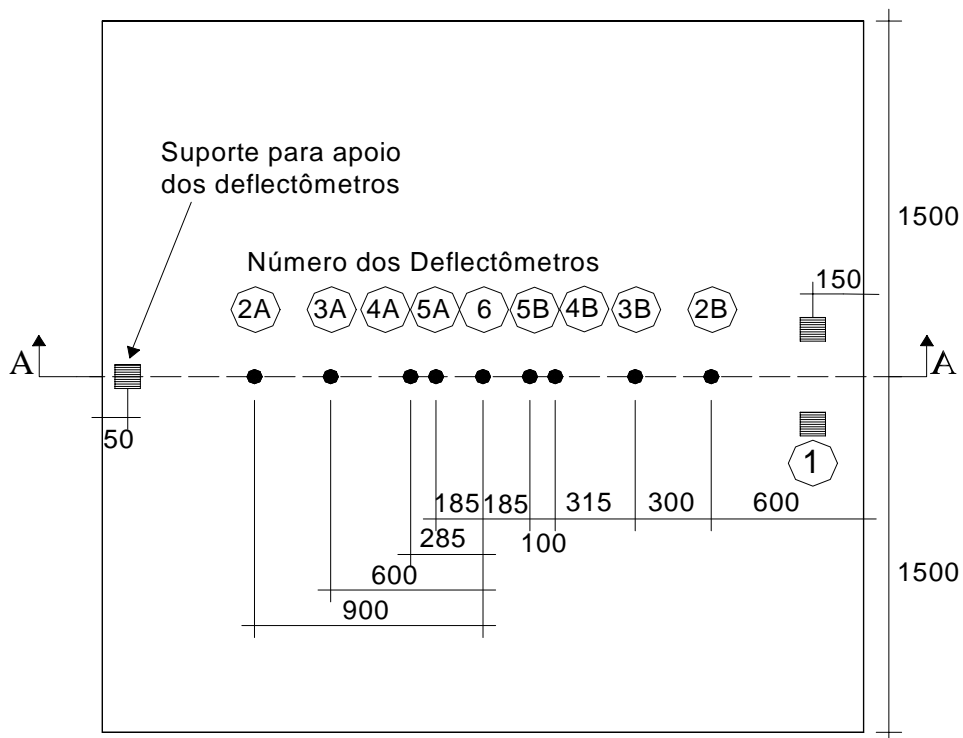 Suporte para apoio
dos deflectômetros
1500
Número dos Deflectômetros
150
2A 3A 4A 5A 6 5B 4B 3B 2B
A A
50
1
185 185 315 300 600
285 100
600
1500
900